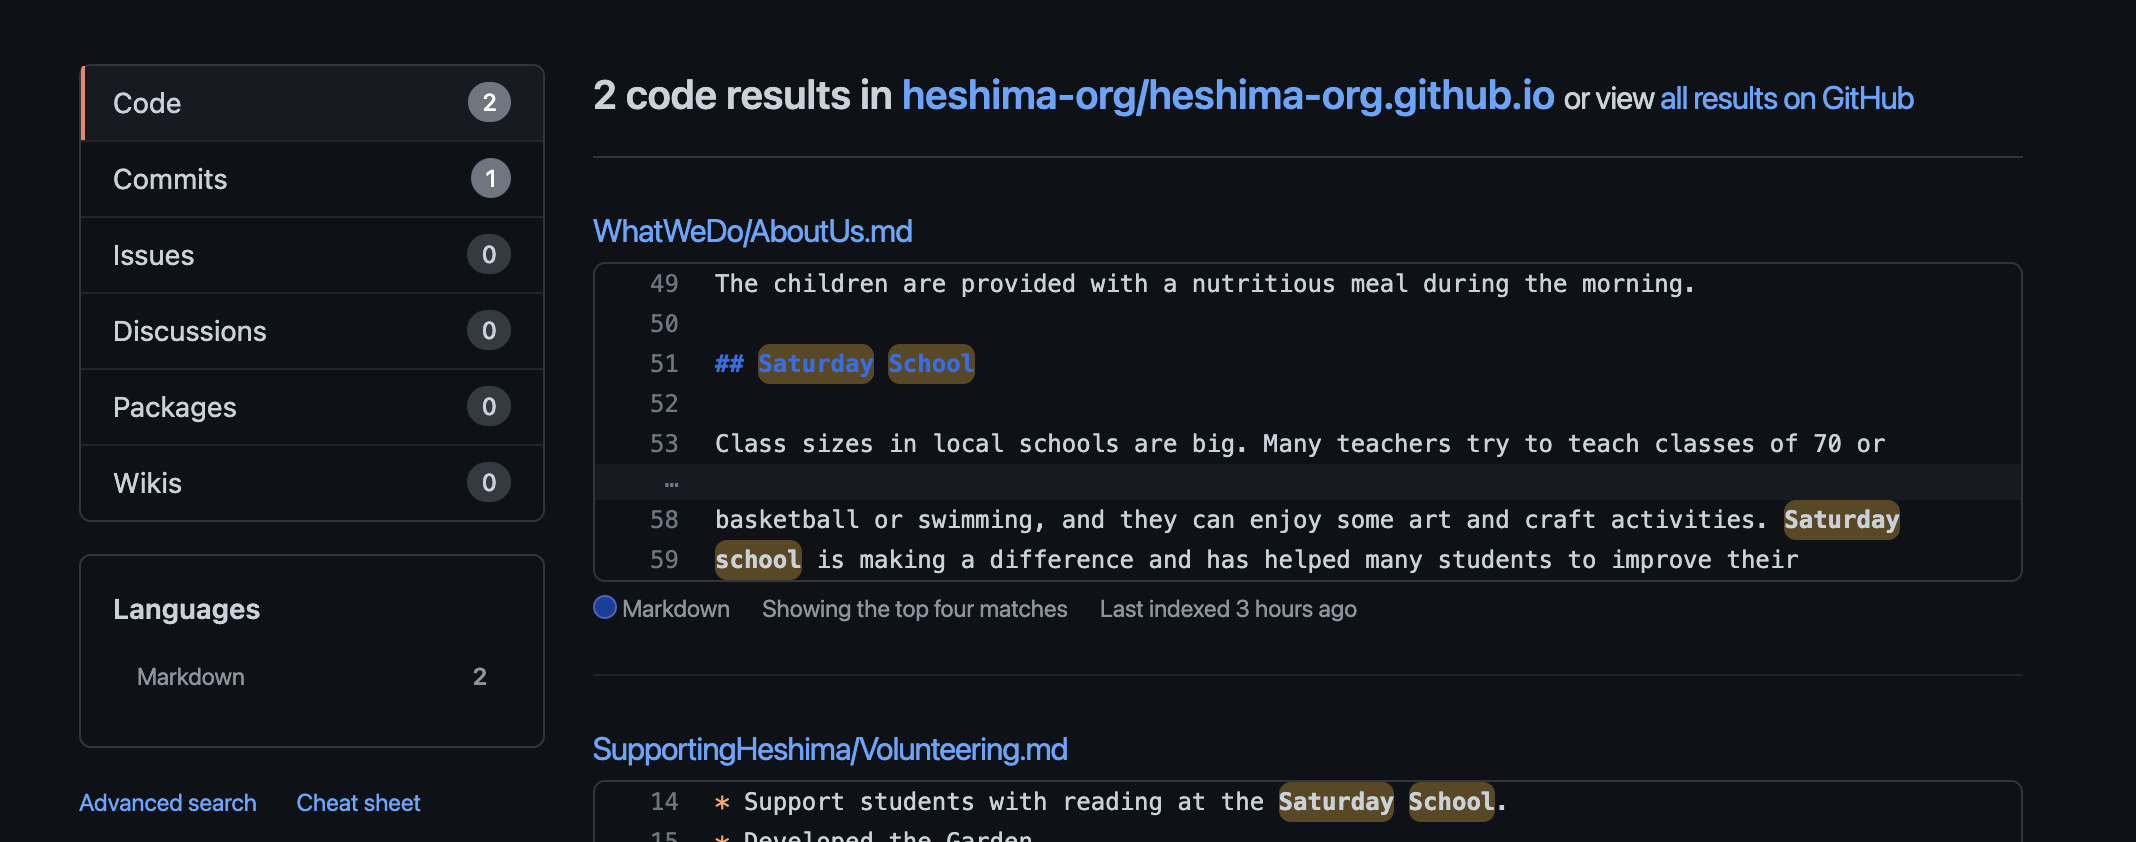 Code 2
Commits 1
Issues 0
Discussions 0
Packages 0
Wikis 0
Languages
Markdown 2
Advanced search Cheat sheet
2 code results in heshima-org/heshima-org.github.io or view all results on GitHub
WhatWeDo/AboutUs.md
49 The children are provided with a nutritious meal during the morning.
50
51 ## Saturday School
52
53 Class sizes in local schools are big. Many teachers try to teach classes of 70 or
…
58 basketball or swimming, and they can enjoy some art and craft activities. Saturday
59 school is making a difference and has helped many students to improve their
Markdown Showing the top four matches Last indexed 3 hours ago
SupportingHeshima/Volunteering.md
14 * Support students with reading at the Saturday School.
15 * Developed the Garden